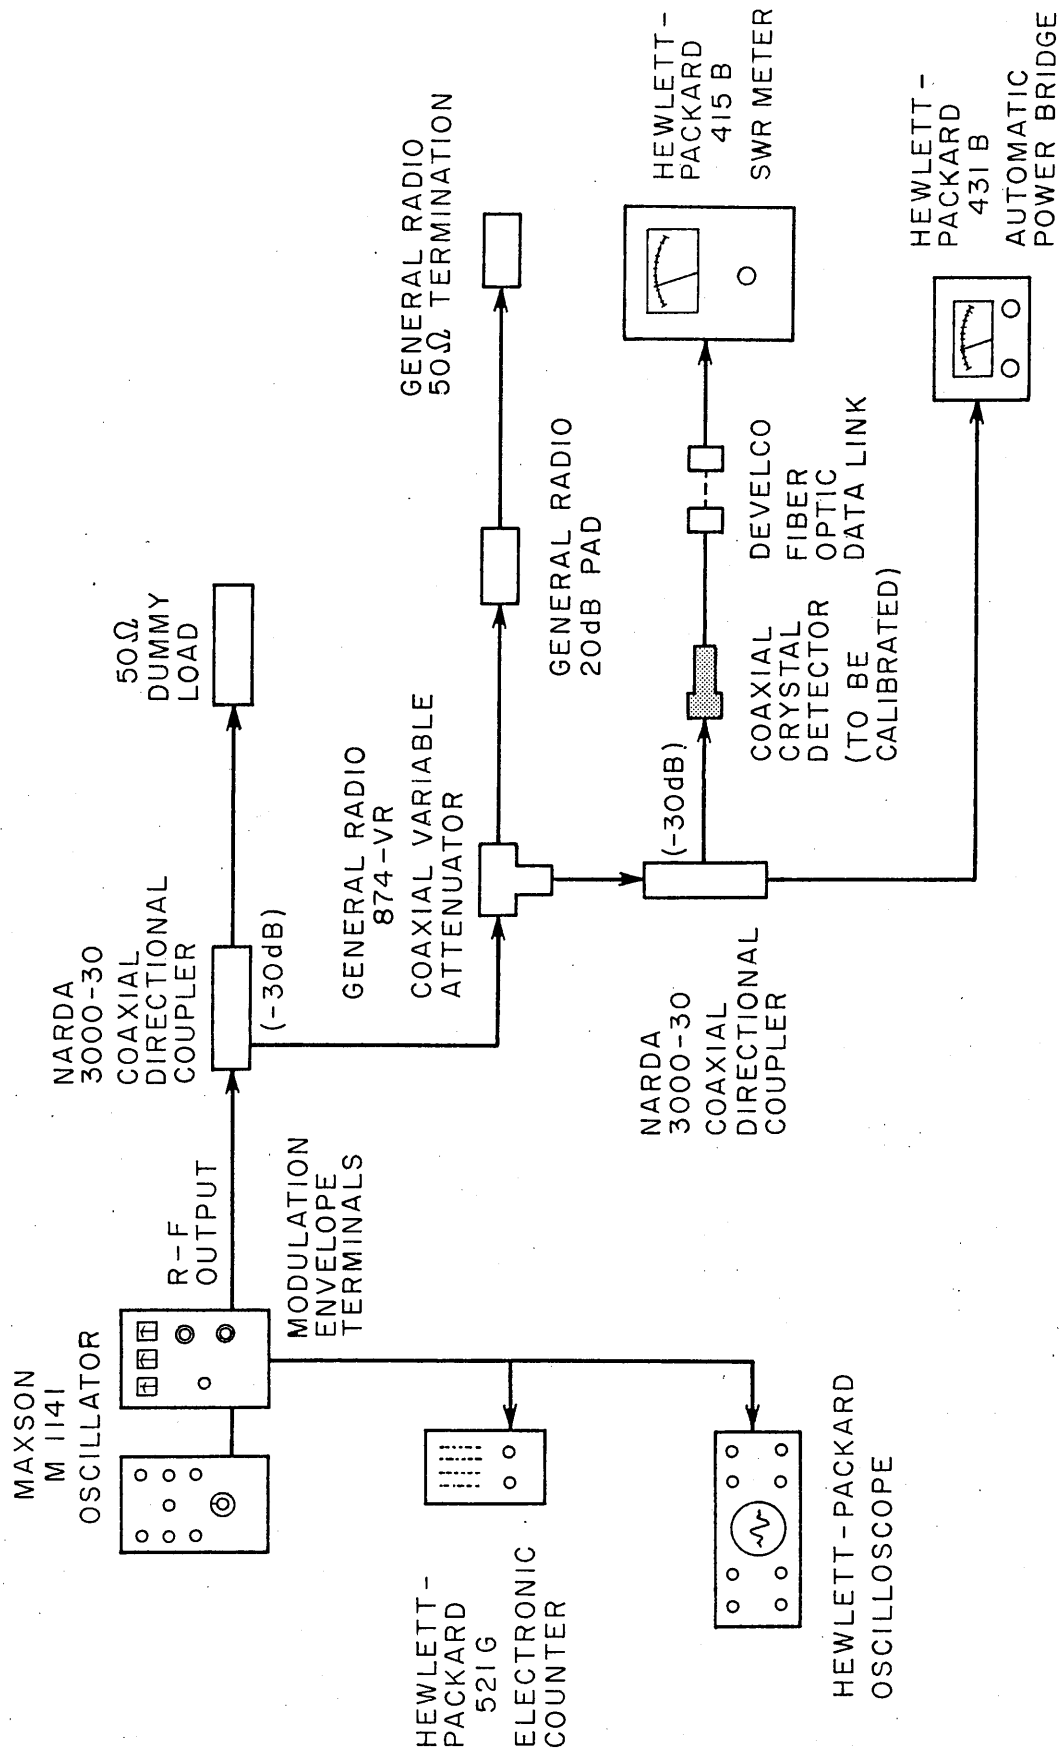 MAXSON
M 1141
OSCILLATOR
R-F
OUTPUT
MODULATION
ENVELOPE
TERMINALS
HEWLETT-
PACKARD
521G
ELECTRONIC
COUNTER
HEWLETT-PACKARD
OSCILLOSCOPE
NARDA
3000-30
COAXIAL
DIRECTIONAL
COUPLER
(-30dB)
50Ω
DUMMY
LOAD
GENERAL RADIO
874-VR
COAXIAL VARIABLE
ATTENUATOR
GENERAL RADIO
20dB PAD
GENERAL RADIO
50Ω TERMINATION
NARDA
3000-30
COAXIAL
DIRECTIONAL
COUPLER
(-30dB)
COAXIAL
CRYSTAL
DETECTOR
(TO BE
CALIBRATED)
DEVELCO
FIBER
OPTIC
DATA LINK
HEWLETT-
PACKARD
415 B
SWR METER
HEWLETT-
PACKARD
431 B
AUTOMATIC
POWER BRIDGE